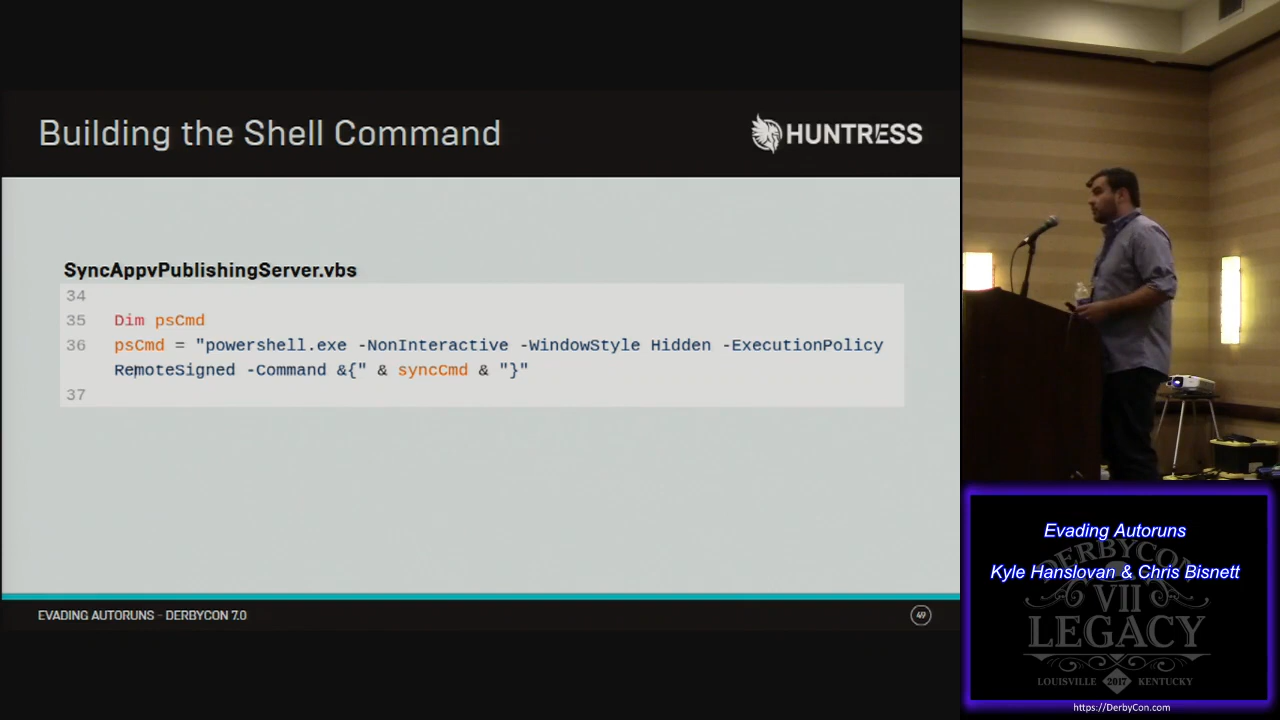 Building the Shell Command
HUNTRESS
SyncAppvPublishingServer.vbs
34
35 Dim psCmd
36 psCmd = "powershell.exe -NonInteractive -WindowStyle Hidden -ExecutionPolicy
RemoteSigned -Command &{" & syncCmd & "}"
37
EVADING AUTORUNS - DERBYCON 7.0
49
Evading Autoruns
Kyle Hanslovan & Chris Bisnett
DERBYCON
VII
LEGACY
LOUISVILLE 2017 KENTUCKY
https://DerbyCon.com